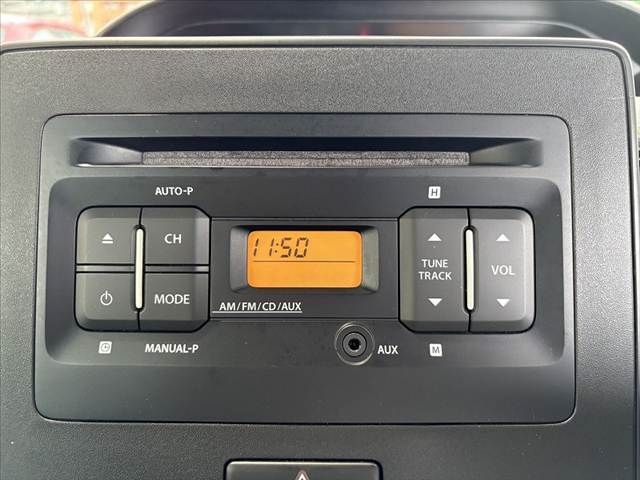 AUTO-P
H
CH
11:50
TUNE
TRACK
VOL
MODE
AM/FM/CD/AUX
MANUAL-P
AUX
M